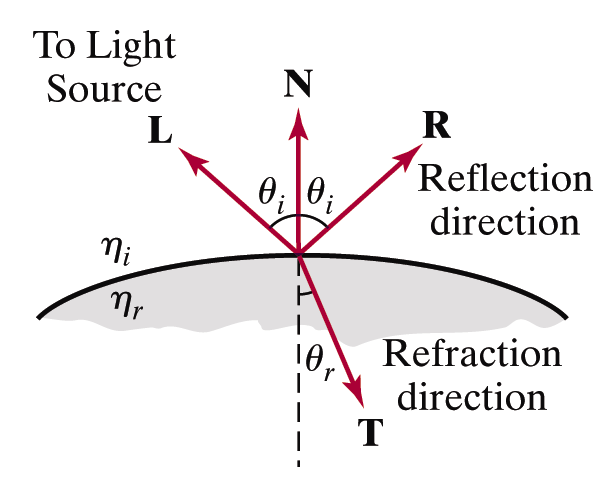 To Light
Source
L
N
R
θi θi
Reflection
direction
ηi
ηr
θr
Refraction
direction
T